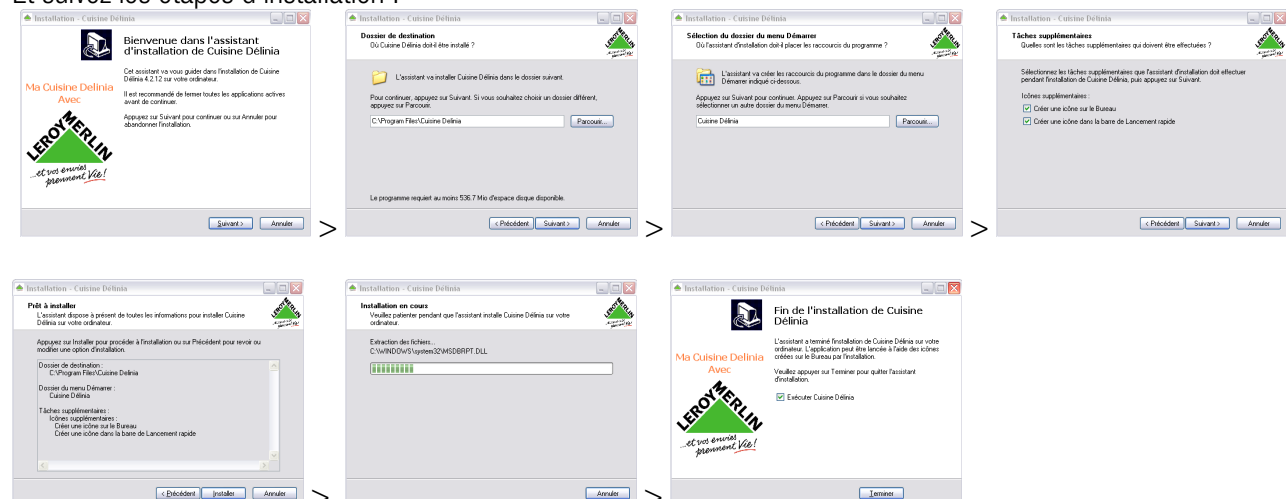 Et suivez les étapes d'installation :
Installation - Cuisine Délinia
Bienvenue dans l'assistant
d'installation de Cuisine Délinia
Cet assistant va vous guider dans l'installation de Cuisine
Délinia 4.2.12 sur votre ordinateur.
Il est recommandé de fermer toutes les applications actives
avant de continuer.
Appuyez sur Suivant pour continuer ou sur Annuler pour
abandonner l'installation.
Ma Cuisine Delinia
Avec
LEROY MERLIN
...et vos envies
prennent Vie!
Suivant > Annuler
>
Installation - Cuisine Délinia
Dossier de destination
Où Cuisine Délinia doit-il être installé ?
L'assistant va installer Cuisine Délinia dans le dossier suivant.
Pour continuer, appuyez sur Suivant. Si vous souhaitez choisir un dossier différent,
appuyez sur Parcourir.
C:\Program Files\Cuisine Delinia Parcourir...
Le programme requiert au moins 536.7 Mio d'espace disque disponible.
< Précédent Suivant > Annuler
>
Installation - Cuisine Délinia
Sélection du dossier du menu Démarrer
Où l'assistant d'installation doit-il placer les raccourcis du programme ?
L'assistant va créer les raccourcis du programme dans le dossier du menu
Démarrer indiqué ci-dessous.
Appuyez sur Suivant pour continuer. Appuyez sur Parcourir si vous souhaitez
sélectionner un autre dossier du menu Démarrer.
Cuisine Délinia Parcourir...
< Précédent Suivant > Annuler
>
Installation - Cuisine Délinia
Tâches supplémentaires
Quelles sont les tâches supplémentaires qui doivent être effectuées ?
Sélectionnez les tâches supplémentaires que l'assistant d'installation doit effectuer
pendant l'installation de Cuisine Délinia, puis appuyez sur Suivant.
Icônes supplémentaires :
Créer une icône sur le Bureau
Créer une icône dans la barre de Lancement rapide
< Précédent Suivant > Annuler
Installation - Cuisine Délinia
Prêt à installer
L'assistant dispose à présent de toutes les informations pour installer Cuisine
Délinia sur votre ordinateur.
Appuyez sur Installer pour procéder à l'installation ou sur Précédent pour revoir ou
modifier une option d'installation.
Dossier de destination :
C:\Program Files\Cuisine Delinia
Dossier du menu Démarrer :
Cuisine Délinia
Tâches supplémentaires :
Icônes supplémentaires :
Créer une icône sur le Bureau
Créer une icône dans la barre de Lancement rapide
< Précédent Installer Annuler
>
Installation - Cuisine Délinia
Installation en cours
Veuillez patienter pendant que l'assistant installe Cuisine Délinia sur votre
ordinateur.
Extraction des fichiers...
C:\WINDOWS\system32\MSDBRPT.DLL
Annuler
>
Installation - Cuisine Délinia
Fin de l'installation de Cuisine
Délinia
L'assistant a terminé l'installation de Cuisine Délinia sur votre
ordinateur. L'application peut être lancée à l'aide des icônes
créées sur le Bureau par l'installation.
Veuillez appuyer sur Terminer pour quitter l'assistant
d'installation.
Exécuter Cuisine Délinia
Ma Cuisine Delinia
Avec
LEROY MERLIN
...et vos envies
prennent Vie!
Terminer